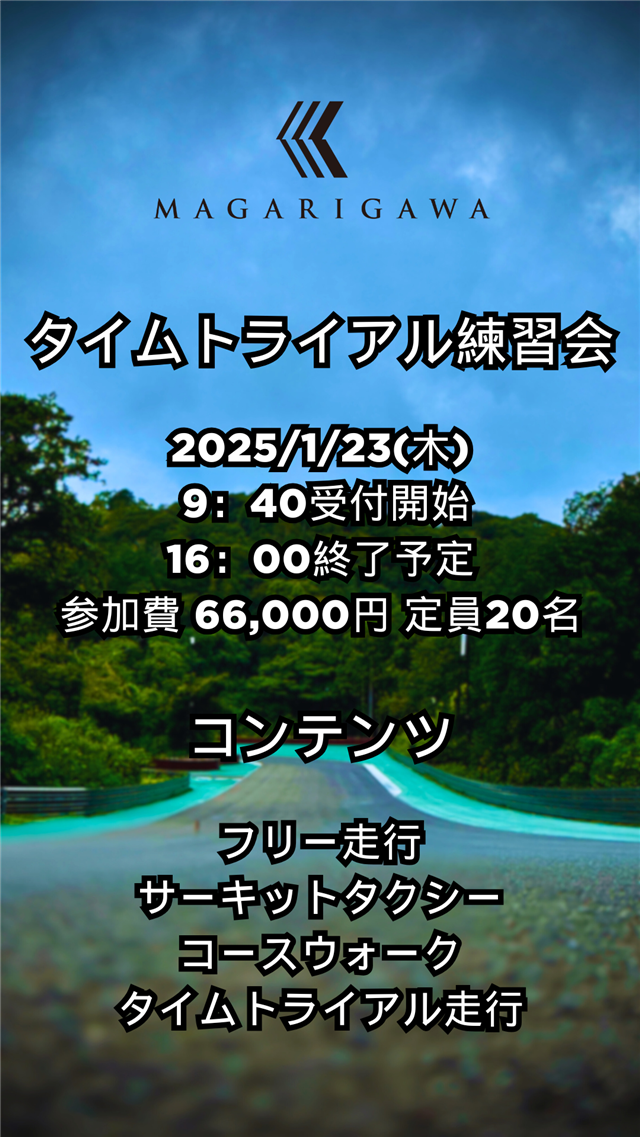 MAGARIGAWA
タイムトライアル練習会
2025/1/23(木)
9：40受付開始
16：00終了予定
参加費 66,000円 定員20名
コンテンツ
フリー走行
サーキットタクシー
コースウォーク
タイムトライアル走行